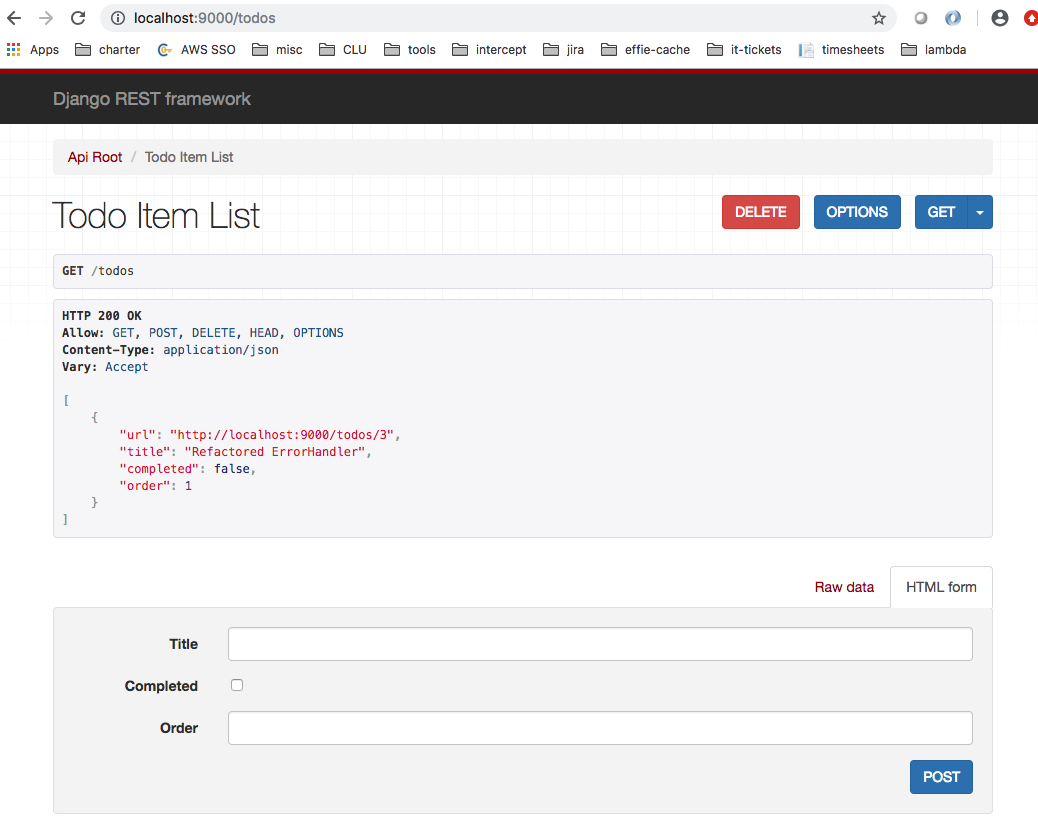 localhost:9000/todos
Apps charter AWS SSO misc CLU tools intercept jira effie-cache it-tickets timesheets lambda
Django REST framework
Api Root / Todo Item List
Todo Item List
DELETE OPTIONS GET
GET /todos
HTTP 200 OK
Allow: GET, POST, DELETE, HEAD, OPTIONS
Content-Type: application/json
Vary: Accept
[
    {
        "url": "http://localhost:9000/todos/3",
        "title": "Refactored ErrorHandler",
        "completed": false,
        "order": 1
    }
]
Raw data HTML form
Title
Completed
Order
POST